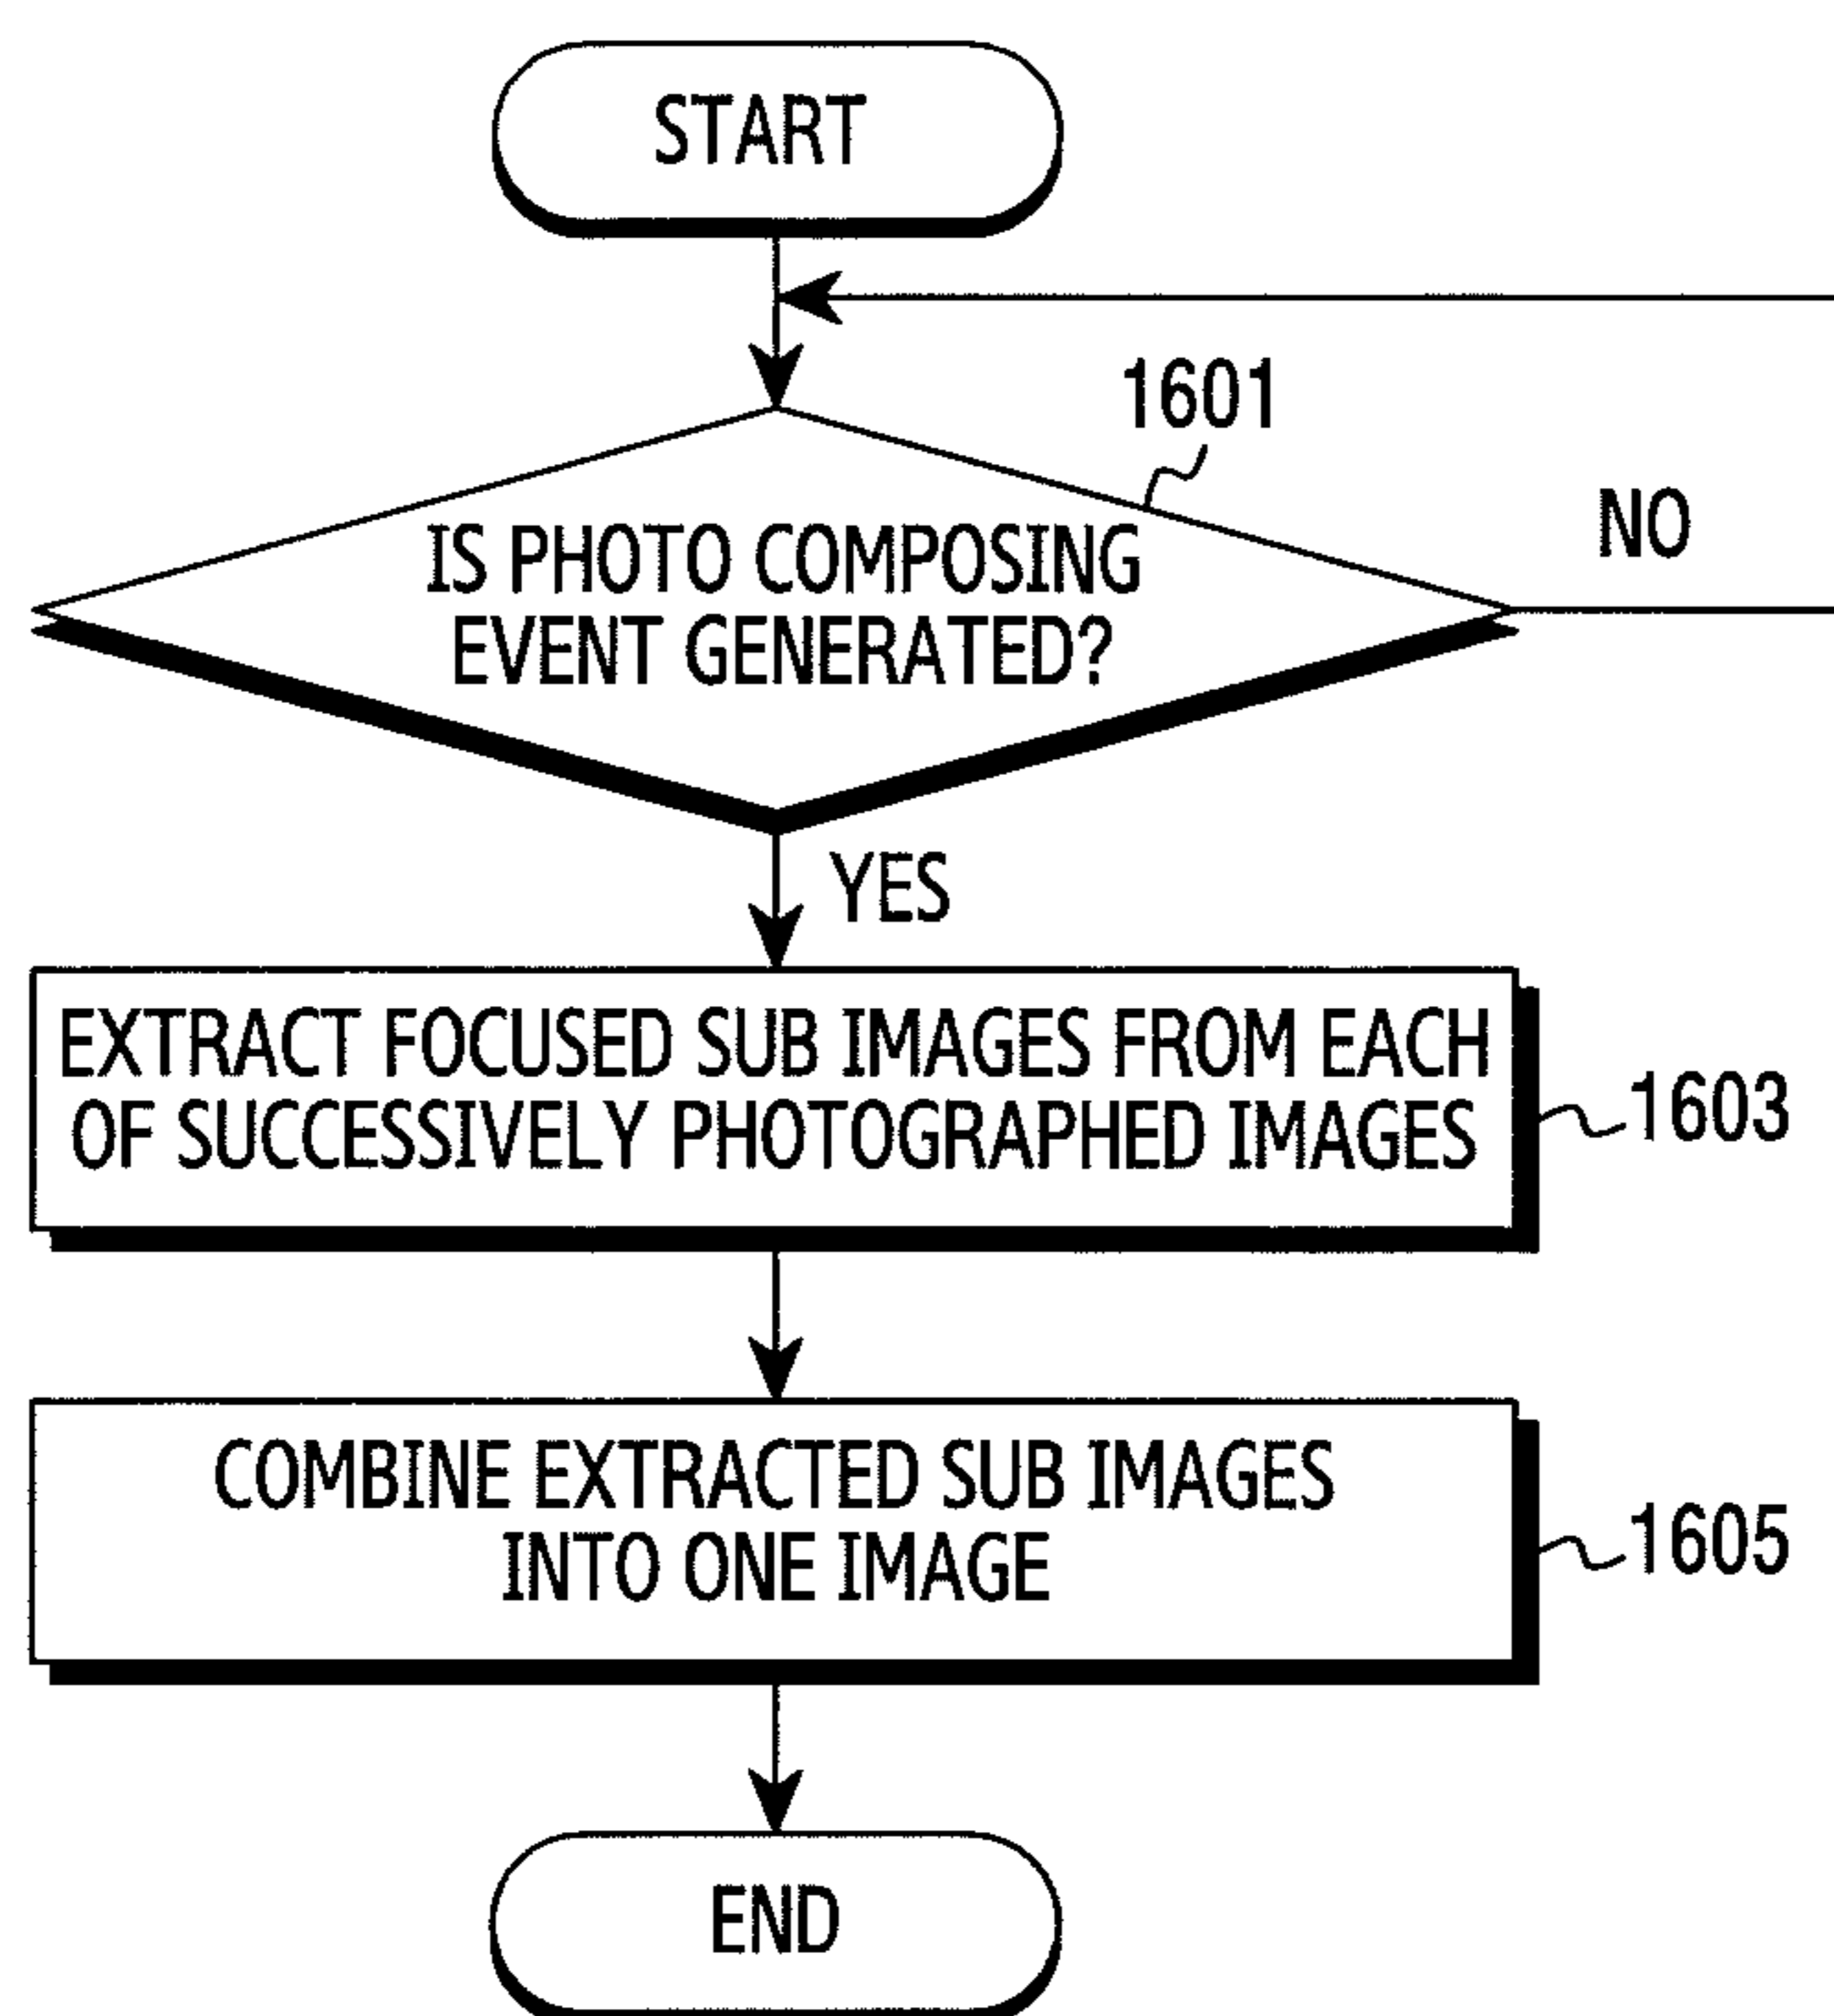 START
1601
NO
IS PHOTO COMPOSING
EVENT GENERATED?
YES
EXTRACT FOCUSED SUB IMAGES FROM EACH
OF SUCCESSIVELY PHOTOGRAPHED IMAGES
1603
COMBINE EXTRACTED SUB IMAGES
INTO ONE IMAGE
1605
END